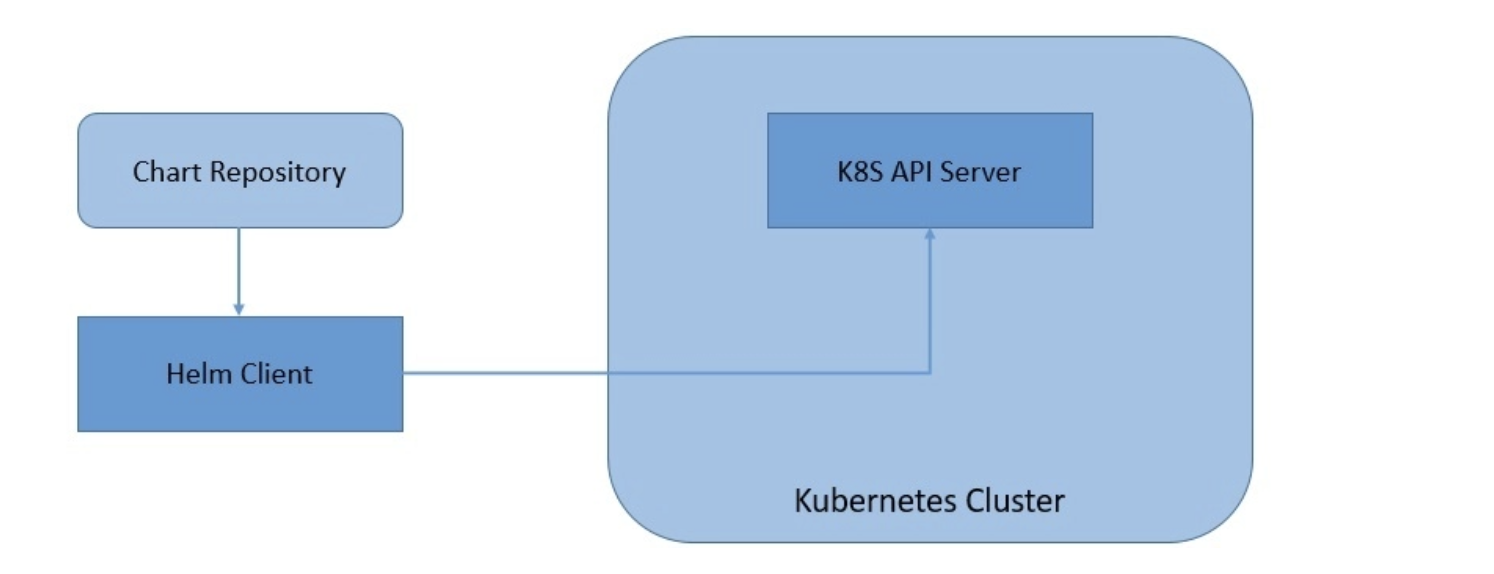 Chart Repository
K8S API Server
Helm Client
Kubernetes Cluster